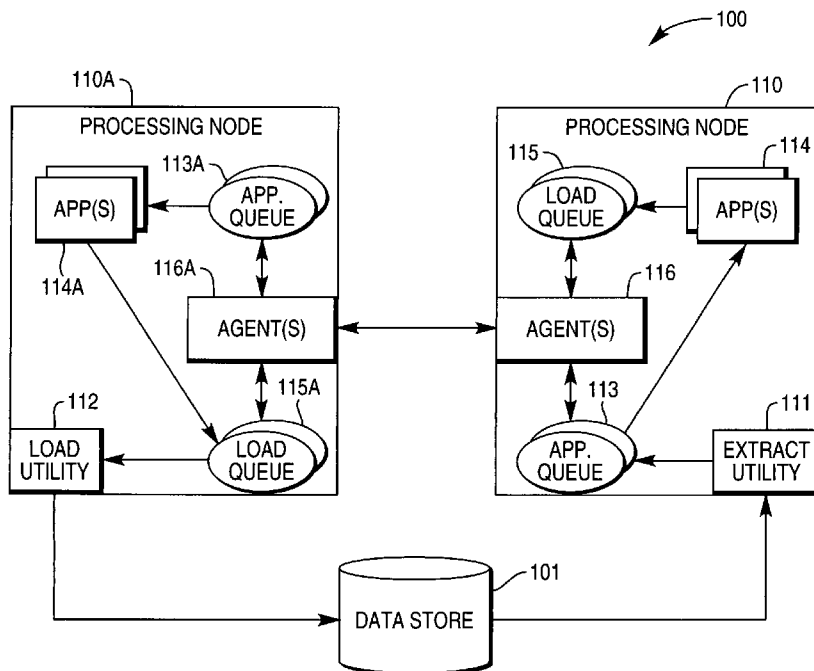 100
110A
110
PROCESSING NODE
PROCESSING NODE
113A
115
114
APP(S)
APP.
QUEUE
LOAD
QUEUE
APP(S)
114A
116A
116
AGENT(S)
AGENT(S)
112
115A
113
111
LOAD
UTILITY
LOAD
QUEUE
APP.
QUEUE
EXTRACT
UTILITY
101
DATA STORE